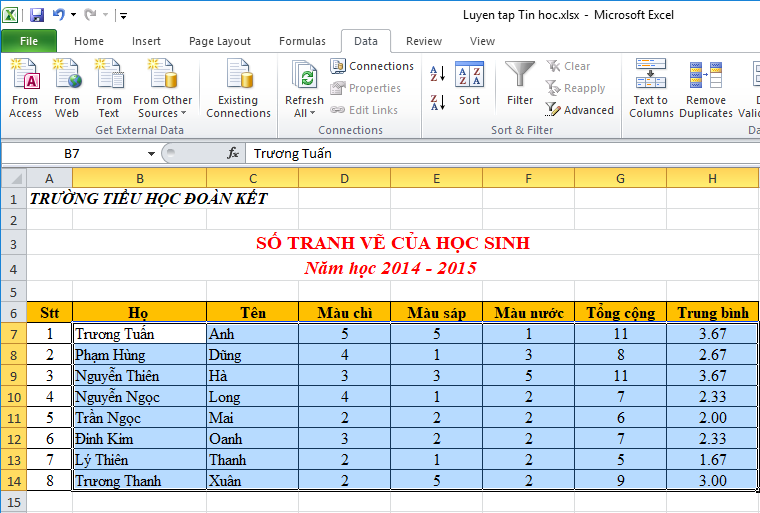 Luyen tap Tin hoc.xlsx - Microsoft Excel
File Home Insert Page Layout Formulas Data Review View
From Access From Web From Text From Other Sources Existing Connections Refresh All Connections Properties Edit Links Sort Filter Clear Reapply Advanced Text to Columns Remove Duplicates
Get External Data Connections Sort & Filter
B7 fx Trương Tuấn
A B C D E F G H
1 TRƯỜNG TIỂU HỌC ĐOÀN KẾT
2
3 SỐ TRANH VẼ CỦA HỌC SINH
4 Năm học 2014 - 2015
5
6 Stt Họ Tên Màu chì Màu sáp Màu nước Tổng cộng Trung bình
7 1 Trương Tuấn Anh 5 5 1 11 3.67
8 2 Phạm Hùng Dũng 4 1 3 8 2.67
9 3 Nguyễn Thiên Hà 3 3 5 11 3.67
10 4 Nguyễn Ngọc Long 4 1 2 7 2.33
11 5 Trần Ngọc Mai 2 2 2 6 2.00
12 6 Đinh Kim Oanh 3 2 2 7 2.33
13 7 Lý Thiên Thanh 2 1 2 5 1.67
14 8 Trương Thanh Xuân 2 5 2 9 3.00
15